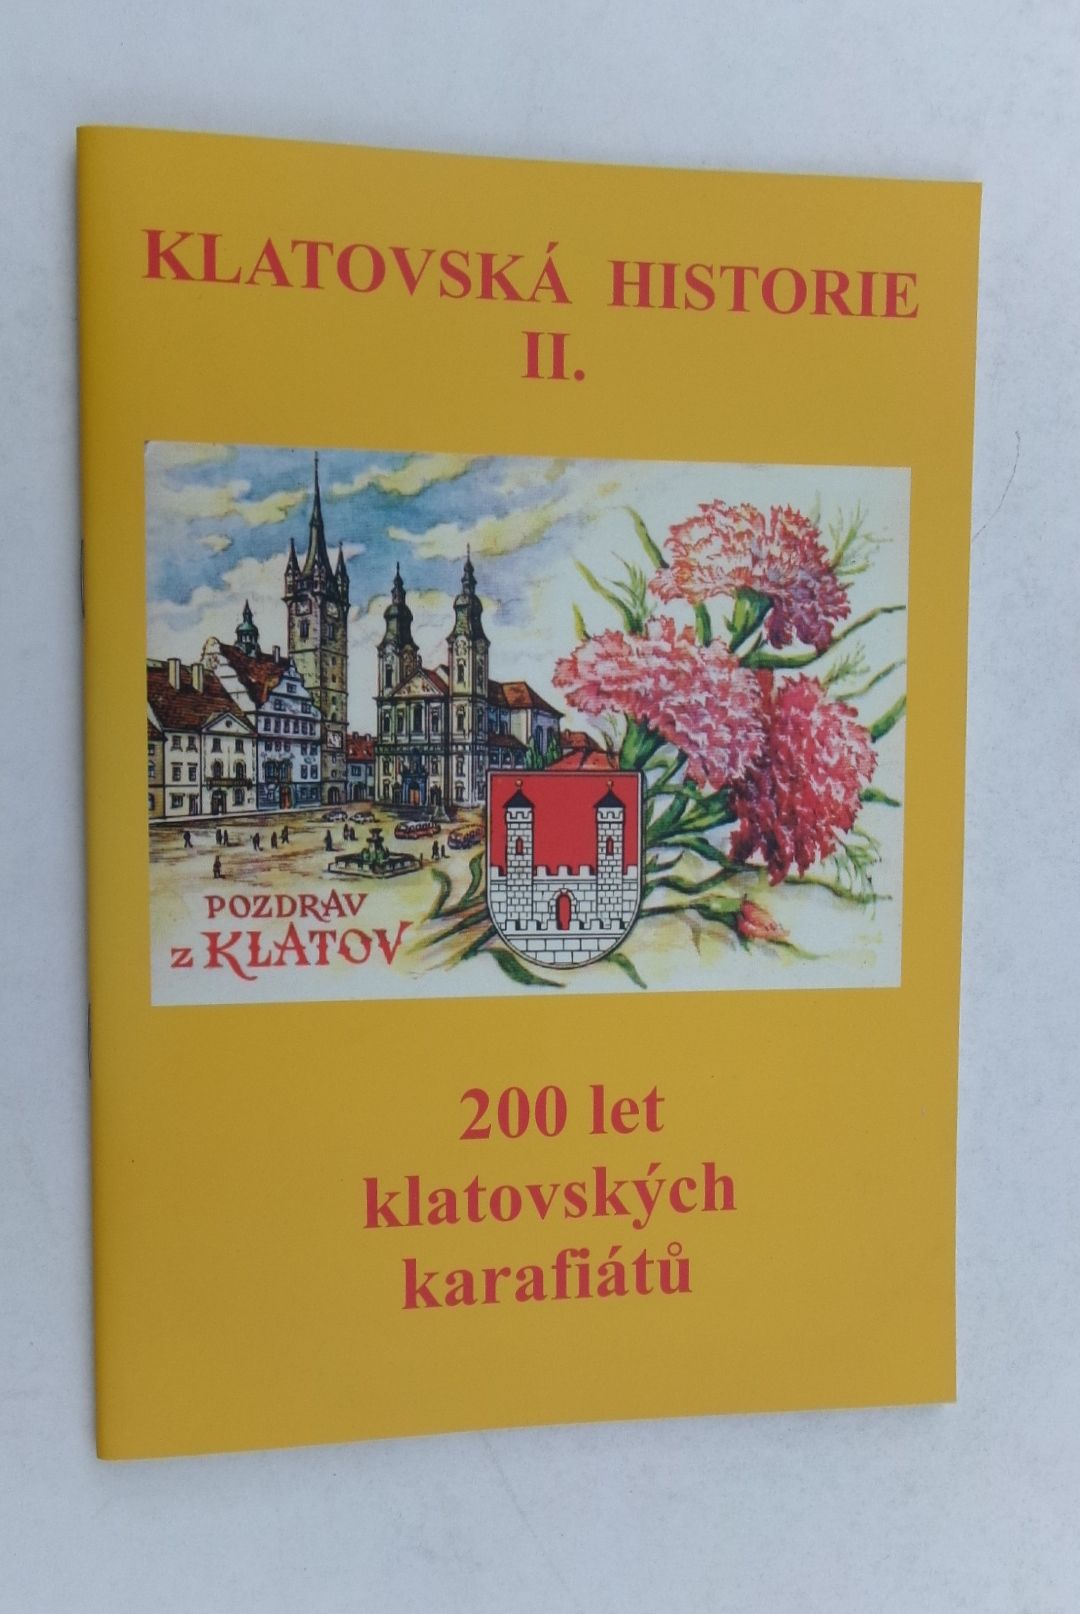 KLATOVSKÁ HISTORIE
II.
POZDRAV
z KLATOV
200 let
klatovských
karafiátů